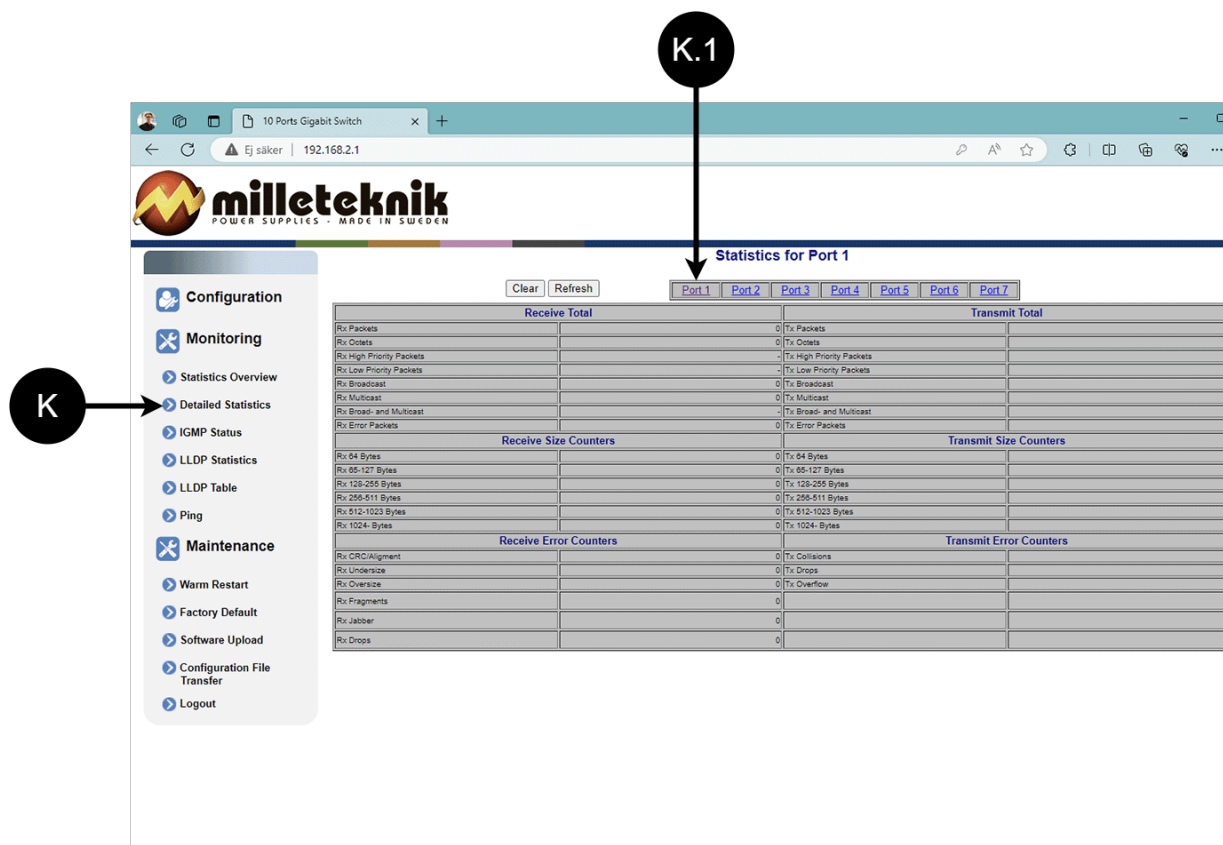 K.1
10 Ports Gigabit Switch
Ej säker | 192.168.2.1
milleteknik
POWER SUPPLIES - MADE IN SWEDEN
Statistics for Port 1
Clear Refresh Port 1 Port 2 Port 3 Port 4 Port 5 Port 6 Port 7
Configuration
Monitoring
Statistics Overview
K
Detailed Statistics
IGMP Status
LLDP Statistics
LLDP Table
Ping
Maintenance
Warm Restart
Factory Default
Software Upload
Configuration File
Transfer
Logout
Receive Total Transmit Total
Rx Packets 0 Tx Packets
Rx Octets 0 Tx Octets
Rx High Priority Packets - Tx High Priority Packets
Rx Low Priority Packets - Tx Low Priority Packets
Rx Broadcast 0 Tx Broadcast
Rx Multicast 0 Tx Multicast
Rx Broad- and Multicast - Tx Broad- and Multicast
Rx Error Packets 0 Tx Error Packets
Receive Size Counters Transmit Size Counters
Rx 64 Bytes 0 Tx 64 Bytes
Rx 65-127 Bytes 0 Tx 65-127 Bytes
Rx 128-255 Bytes 0 Tx 128-255 Bytes
Rx 256-511 Bytes 0 Tx 256-511 Bytes
Rx 512-1023 Bytes 0 Tx 512-1023 Bytes
Rx 1024- Bytes 0 Tx 1024- Bytes
Receive Error Counters Transmit Error Counters
Rx CRC/Aligment 0 Tx Collisions
Rx Undersize 0 Tx Drops
Rx Oversize 0 Tx Overflow
Rx Fragments 0
Rx Jabber 0
Rx Drops 0